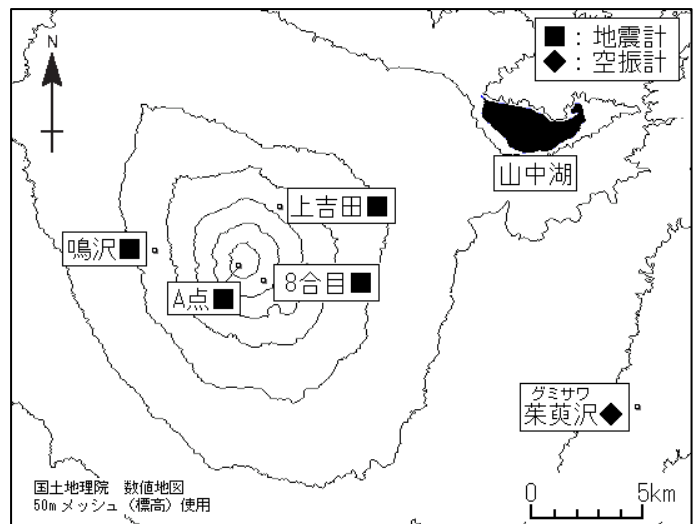 N
■：地震計
◆：空振計
山中湖
上吉田■
鳴沢■
8合目■
A点■
グミサワ
茱萸沢◆
国土地理院　数値地図
50mメッシュ（標高）使用
0 5km